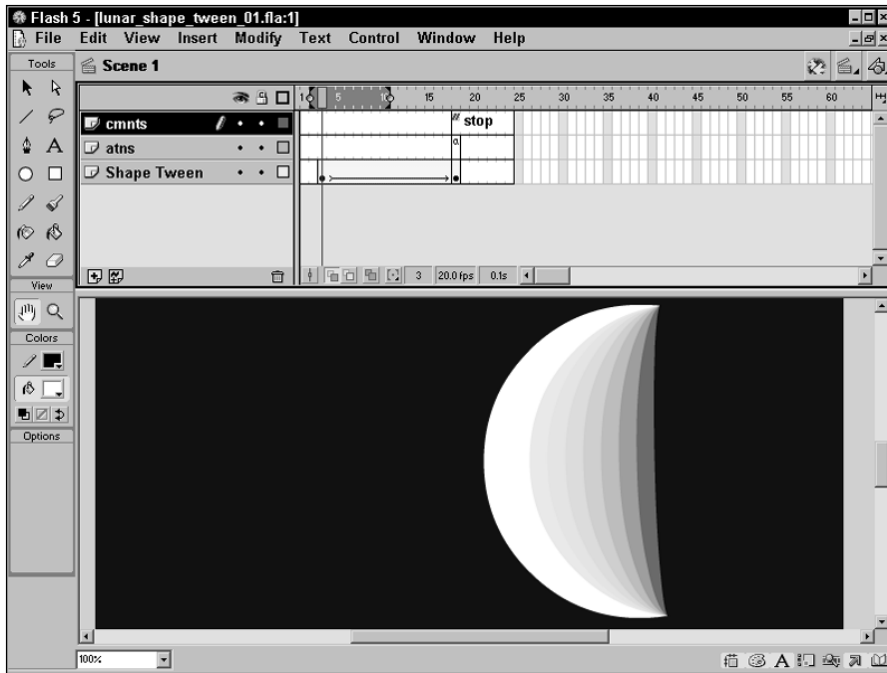 Flash 5 - [lunar_shape_tween_01.fla:1]
File Edit View Insert Modify Text Control Window Help
Tools
Scene 1
1 5 10 15 20 25 30 35 40 45 50 55 60
cmnts
// stop
atns
a
Shape Tween
A
3 20.0 fps 0.1s
View
Colors
Options
100%
A